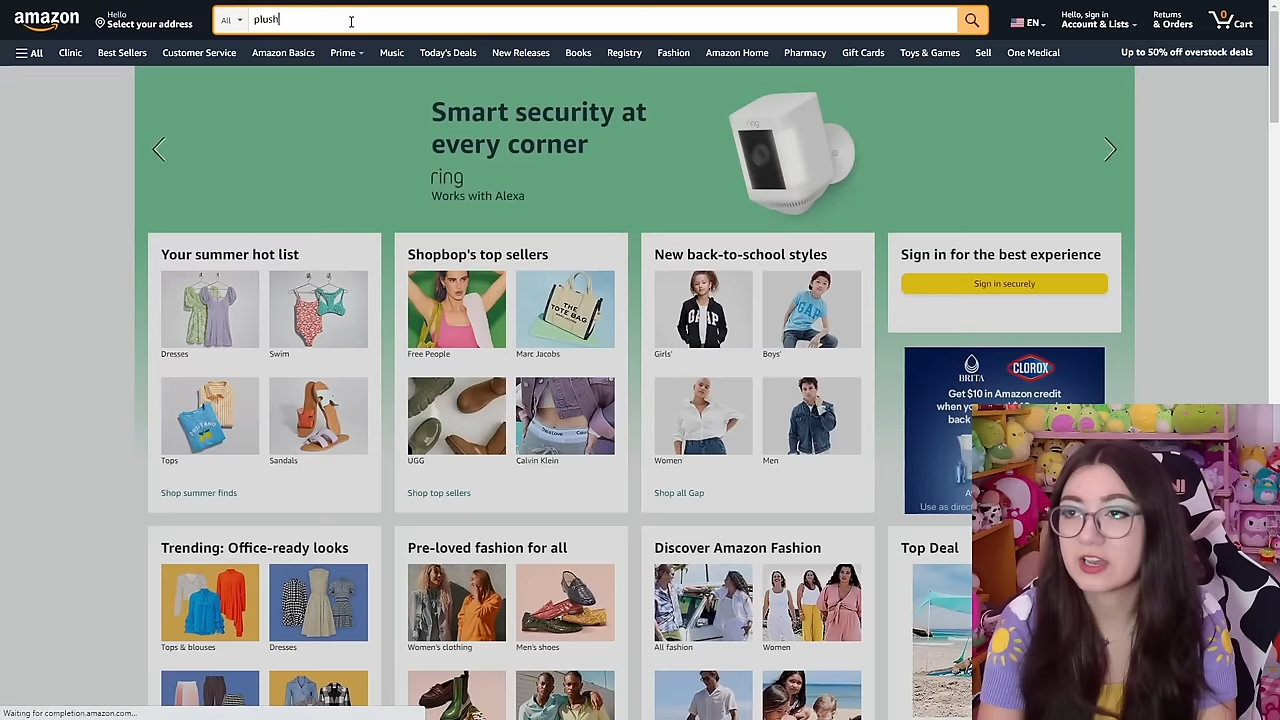 amazon
Hello
Select your address
All
plush
EN
Hello, sign in
Account & Lists
Returns
& Orders
0
Cart
All
Clinic
Best Sellers
Customer Service
Amazon Basics
Prime
Music
Today's Deals
New Releases
Books
Registry
Fashion
Amazon Home
Pharmacy
Gift Cards
Toys & Games
Sell
One Medical
Up to 50% off overstock deals
Smart security at
every corner
ring
Works with Alexa
ring
Your summer hot list
Dresses
Swim
Tops
Sandals
Shop summer finds
Shopbop's top sellers
THE
TOTE BAG
Free People
Marc Jacobs
UGG
Calvin Klein
Shop top sellers
New back-to-school styles
GAP
GAP
Girls'
Boys'
Women
Men
Shop all Gap
Sign in for the best experience
Sign in securely
BRITA
CLOROX
Get $10 in Amazon credit
Use as direc
Trending: Office-ready looks
Tops & blouses
Dresses
Pre-loved fashion for all
Women's clothing
Men's shoes
Discover Amazon Fashion
All fashion
Women
Top Deal
Waiting for completion.amazon.com...